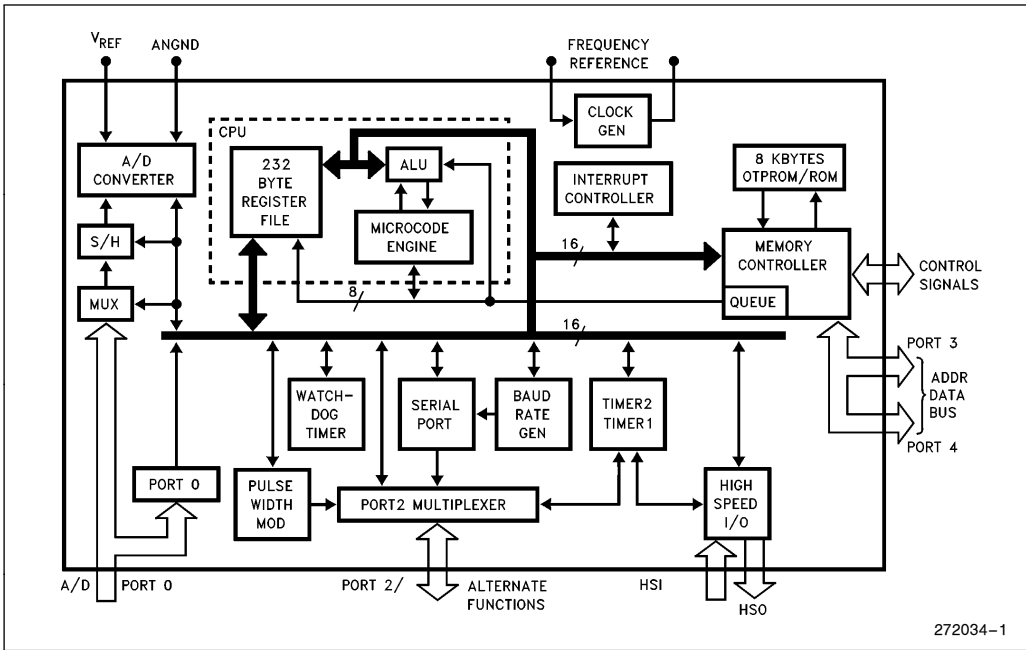 VREF
ANGND
FREQUENCY
REFERENCE
CLOCK
GEN
CPU
A/D
CONVERTER
232
BYTE
REGISTER
FILE
ALU
MICROCODE
ENGINE
INTERRUPT
CONTROLLER
8 KBYTES
OTPROM/ROM
S/H
MUX
16
MEMORY
CONTROLLER
QUEUE
CONTROL
SIGNALS
8
16
PORT 3
ADDR
DATA
BUS
PORT 4
WATCH-
DOG
TIMER
SERIAL
PORT
BAUD
RATE
GEN
TIMER2
TIMER1
PORT 0
PULSE
WIDTH
MOD
PORT2 MULTIPLEXER
HIGH
SPEED
I/O
A/D
PORT 0
PORT 2/
ALTERNATE
FUNCTIONS
HSI
HSO
272034–1